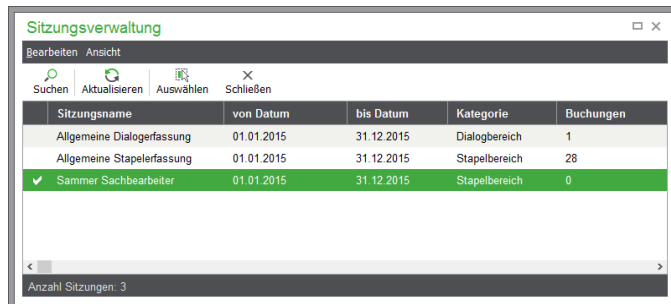 Sitzungsverwaltung
Bearbeiten Ansicht
Suchen Aktualisieren Auswählen Schließen
Sitzungsname von Datum bis Datum Kategorie Buchungen
Allgemeine Dialogerfassung 01.01.2015 31.12.2015 Dialogbereich 1
Allgemeine Stapelerfassung 01.01.2015 31.12.2015 Stapelbereich 28
Sammer Sachbearbeiter 01.01.2015 31.12.2015 Stapelbereich 0
Anzahl Sitzungen: 3